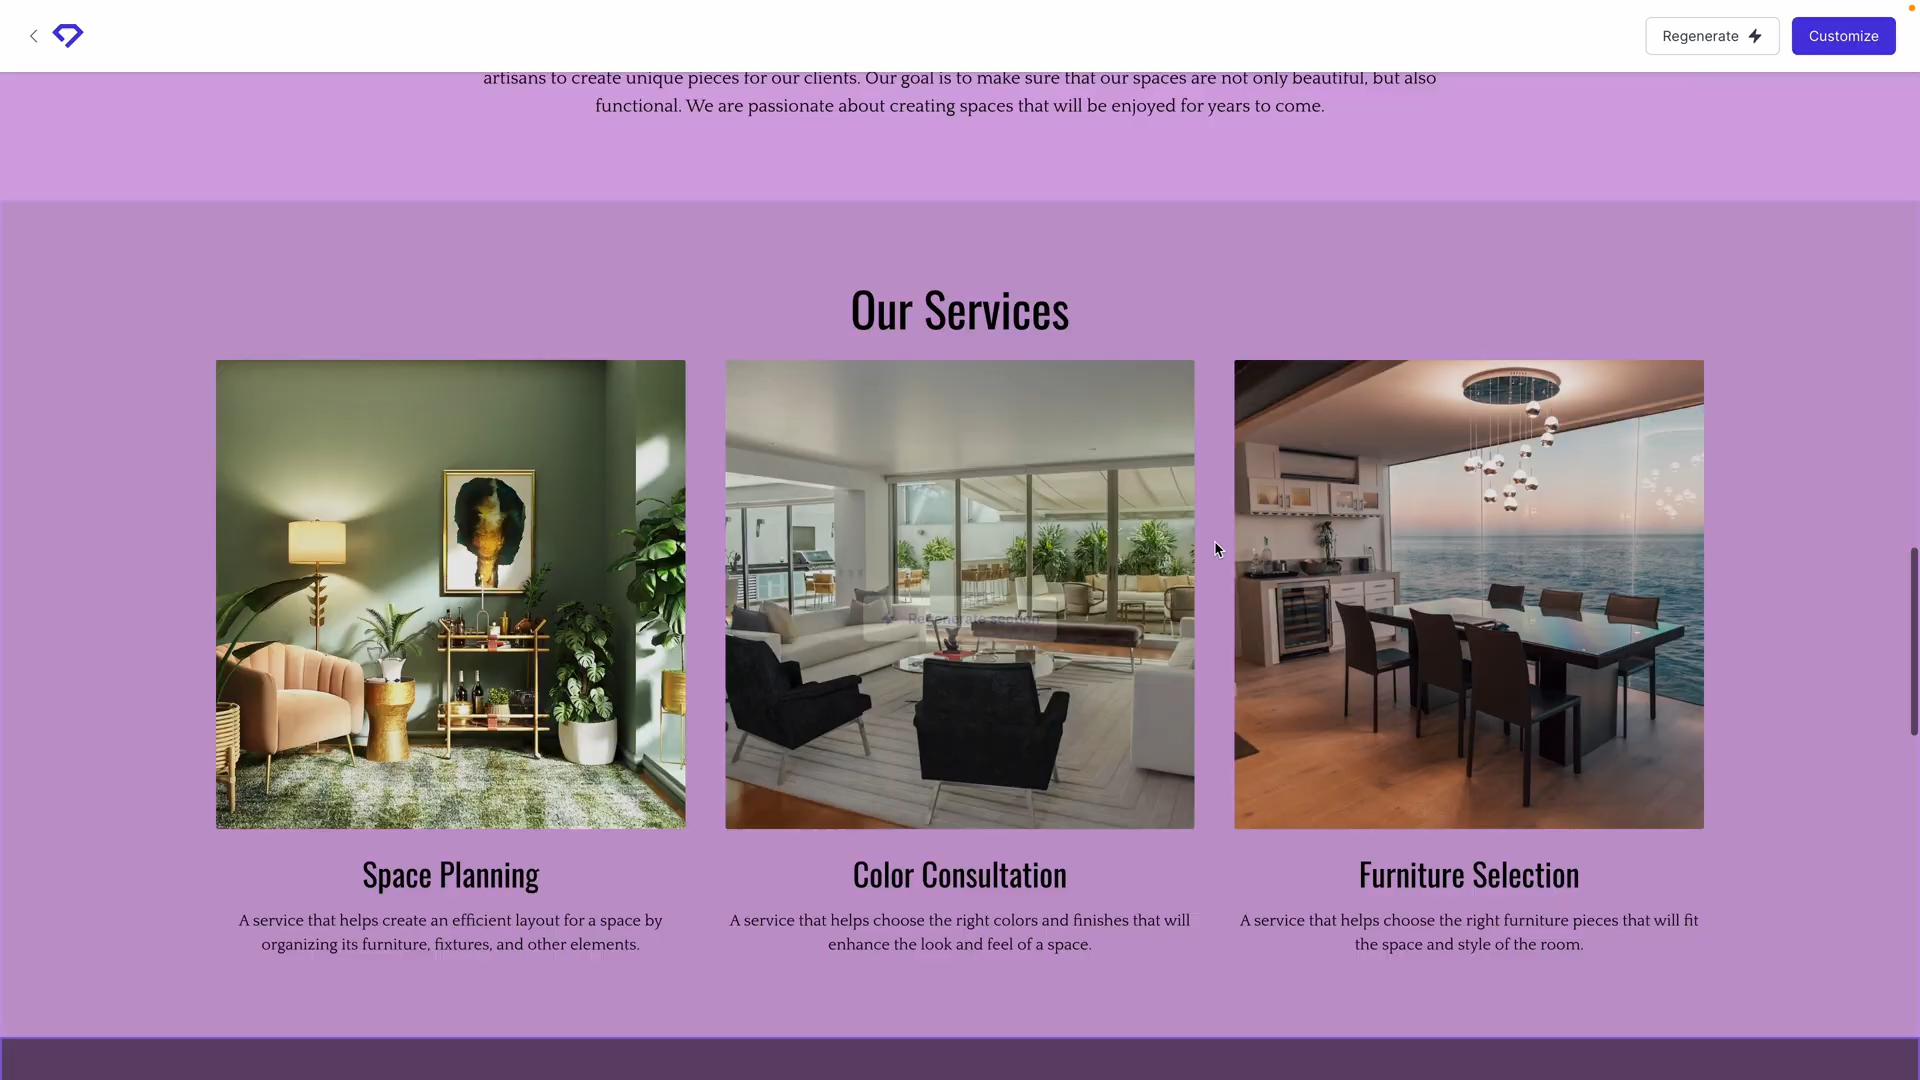 Regenerate
Customize
artisans to create unique pieces for our clients. Our goal is to make sure that our spaces are not only beautiful, but also
functional. We are passionate about creating spaces that will be enjoyed for years to come.
Our Services
Regenerate section
Space Planning
A service that helps create an efficient layout for a space by
organizing its furniture, fixtures, and other elements.
Color Consultation
A service that helps choose the right colors and finishes that will
enhance the look and feel of a space.
Furniture Selection
A service that helps choose the right furniture pieces that will fit
the space and style of the room.